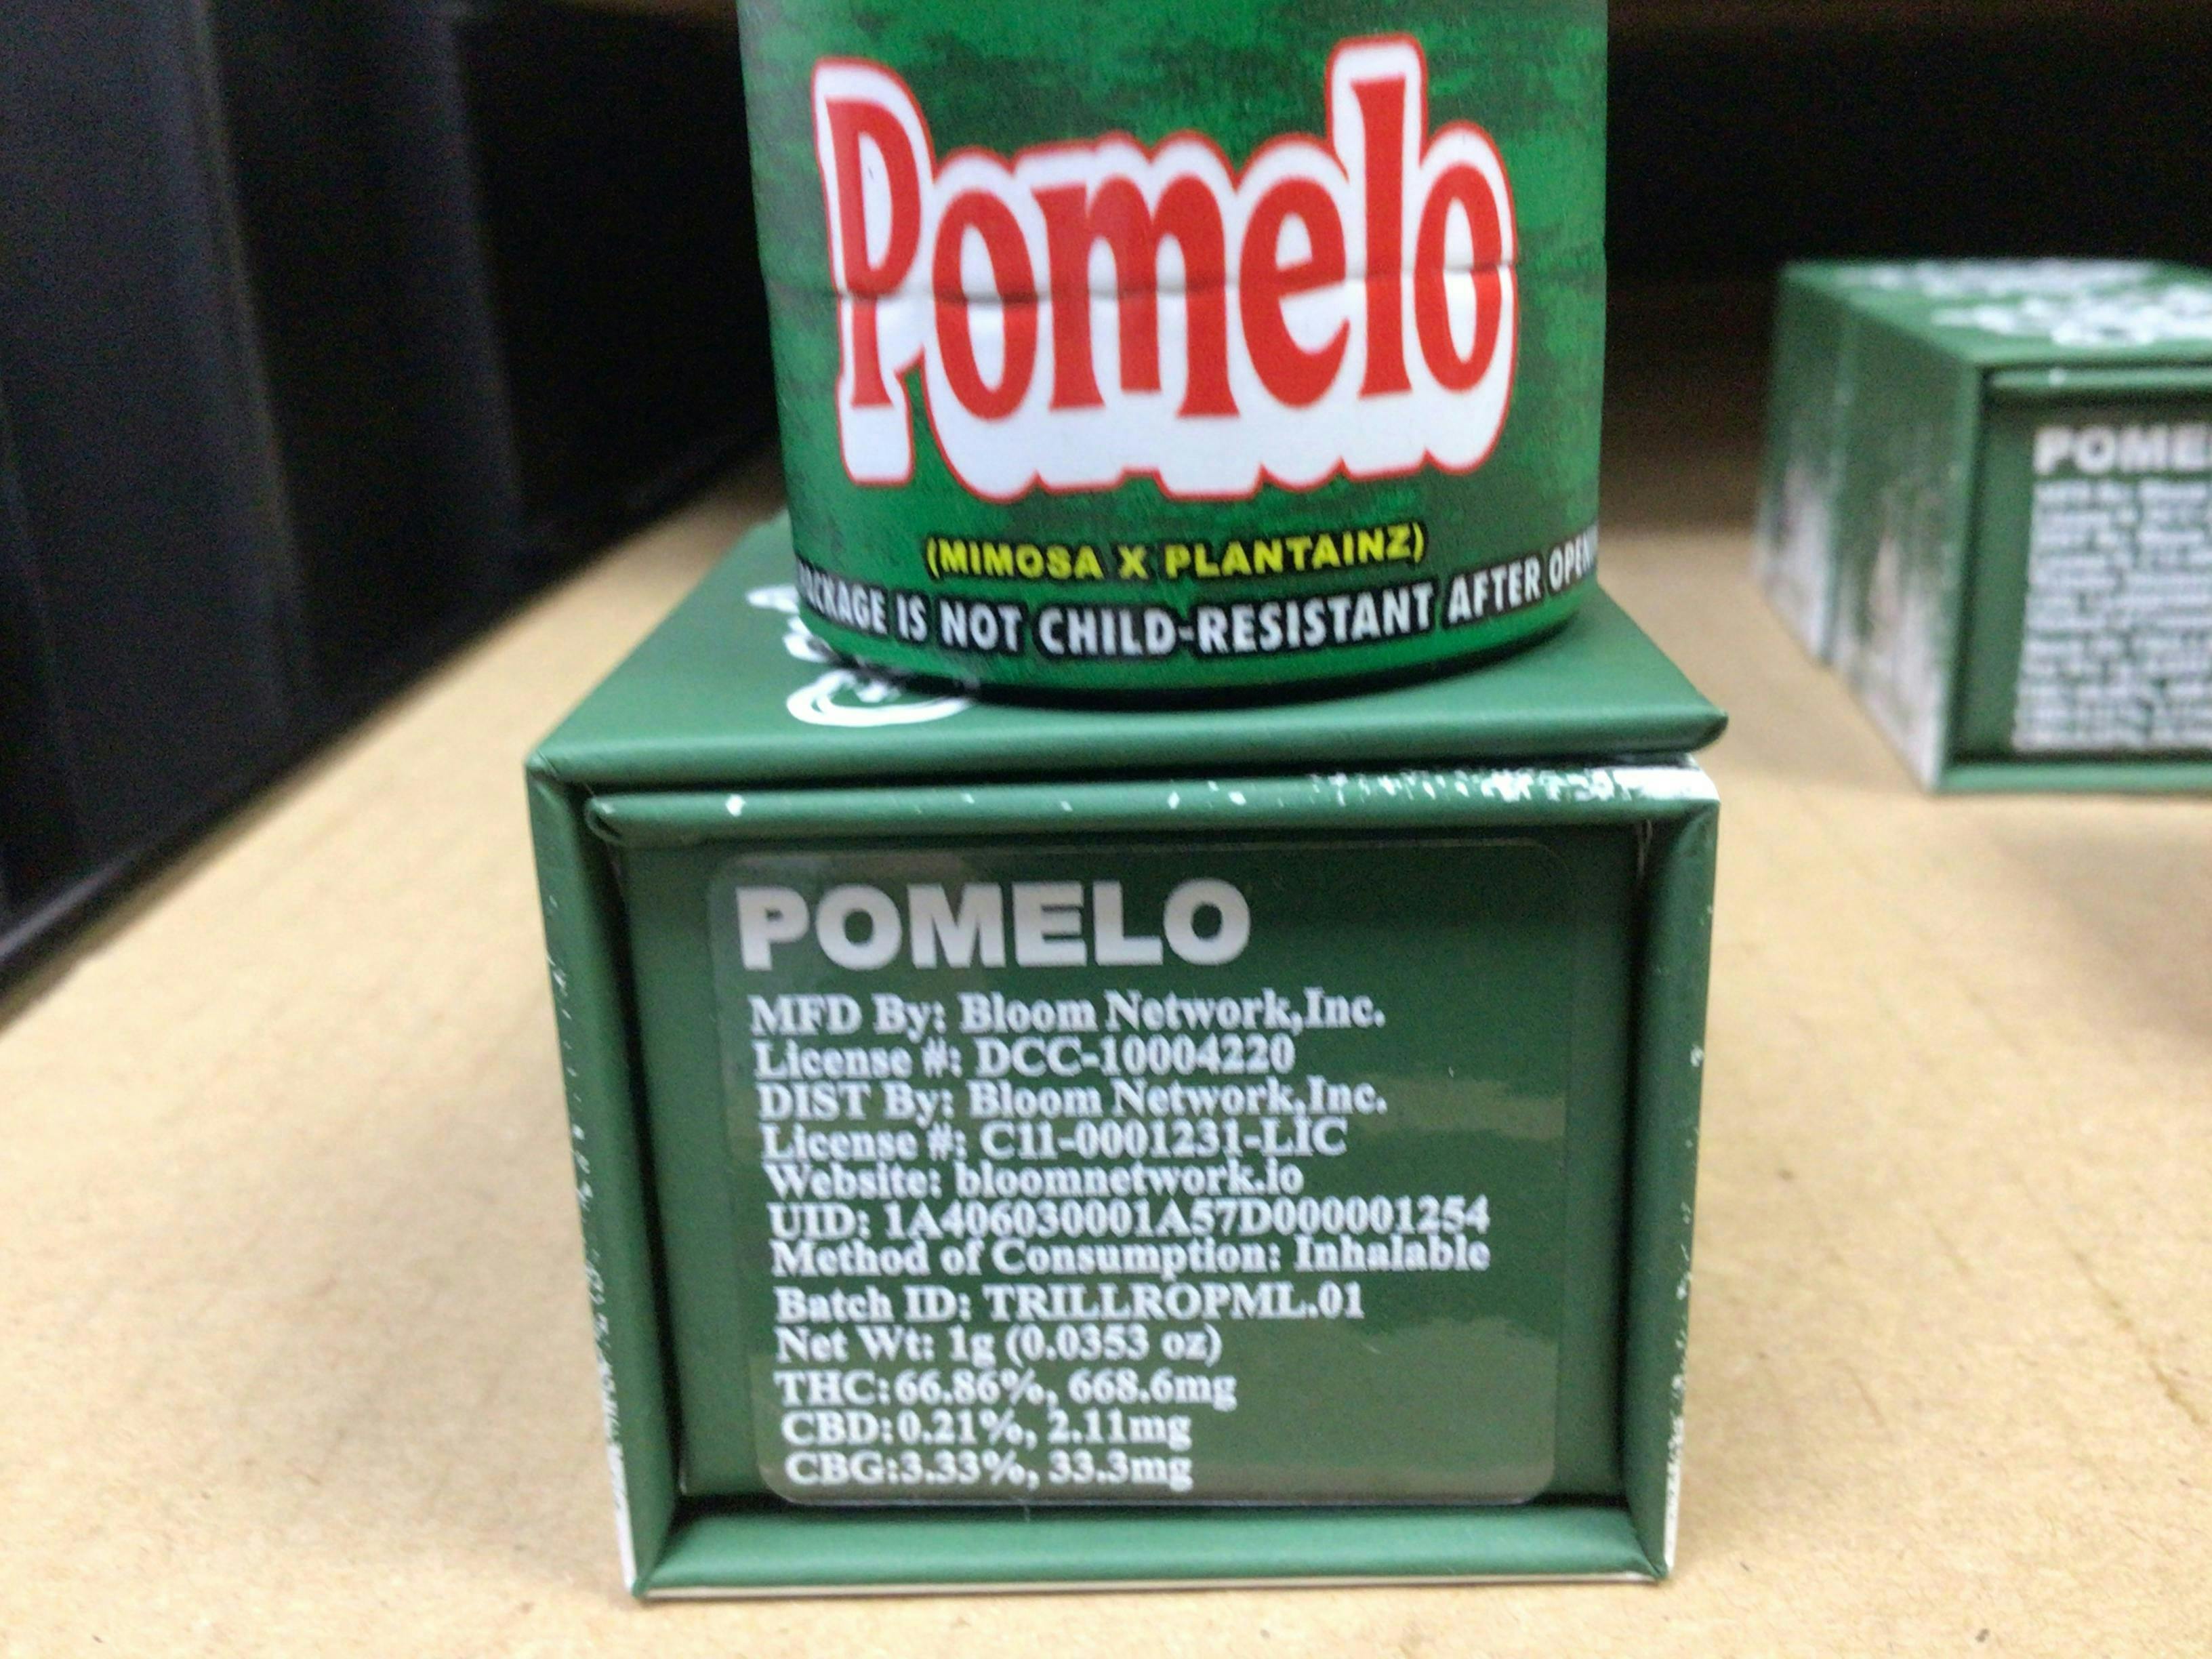 Pomelo
(MIMOSA X PLANTAINZ)
IS NOT CHILD-RESISTANT AFTER
POMELO
MFD By: Bloom Network,Inc.
License #: DCC-10004220
DIST By: Bloom Network,Inc.
License #: C11-0001231-LIC
Website: bloomnetwork.io
UID: 1A406030001A57D000001254
Method of Consumption: Inhalable
Batch ID: TRILLROPML.01
Net Wt: 1g (0.0353 oz)
THC:66.86%, 668.6mg
CBD:0.21%, 2.11mg
CBG:3.33%, 33.3mg